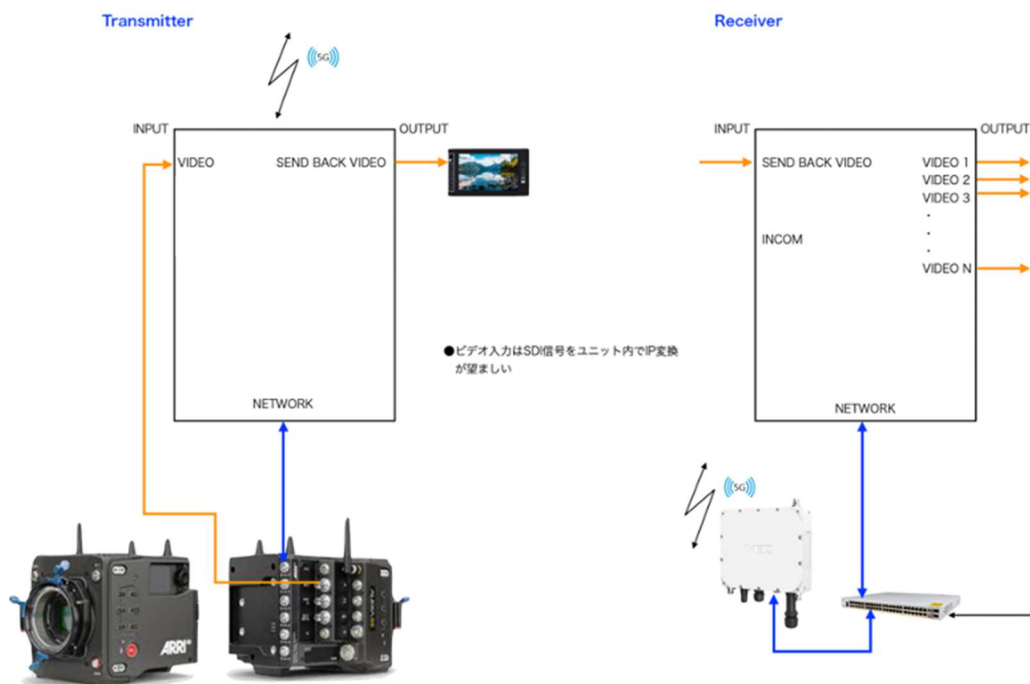 Transmitter
Receiver
5G
INPUT
OUTPUT
VIDEO
SEND BACK VIDEO
INPUT
OUTPUT
SEND BACK VIDEO
VIDEO 1
VIDEO 2
VIDEO 3
INCOM
VIDEO N
●ビデオ入力はSDI信号をユニット内でIP変換
が望ましい
NETWORK
NETWORK
5G
NEC
ARRI